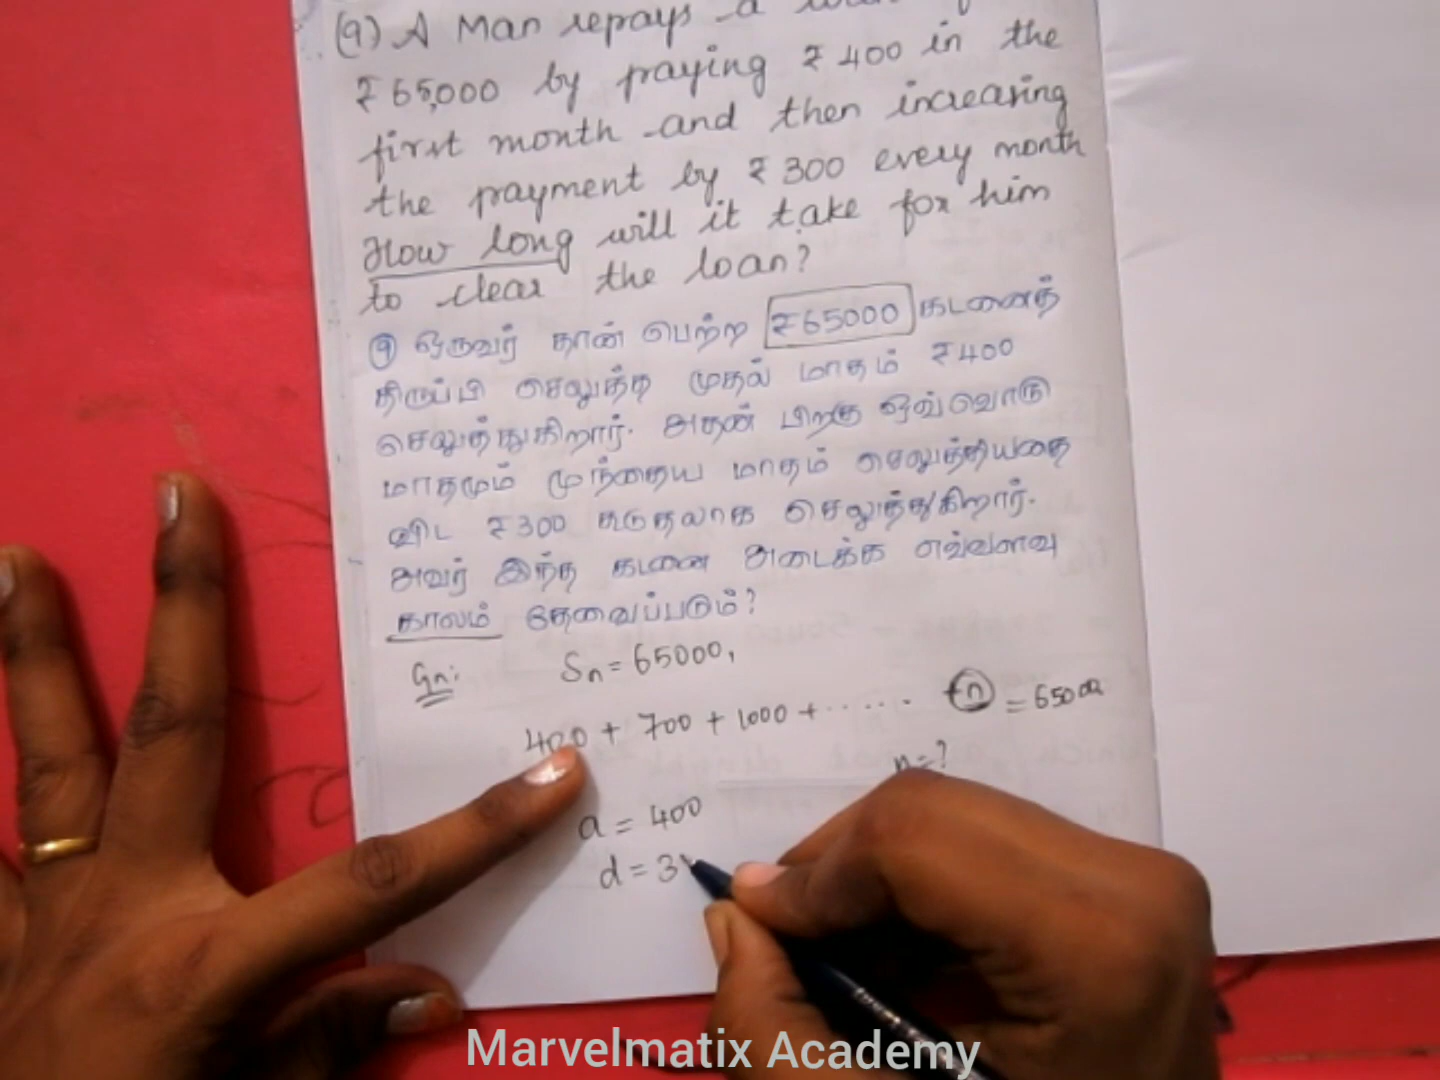 (9) A Man repays a
₹65,000 by paying ₹400 in the
first month and then increasing
the payment by ₹300 every month
How long will it take for him
to clear the loan?
9 ஒருவர் தான் பெற்ற ₹65000 கடனைத்
திருப்பி செலுத்த முதல் மாதம் ₹400
செலுத்துகிறார். அதன் பிறகு ஒவ்வொரு
மாதமும் முந்தைய மாதம் செலுத்தியதை
விட ₹300 கூடுதலாக செலுத்துகிறார்.
அவர் இந்த கடனை அடைக்க எவ்வளவு
காலம் தேவைப்படும்?
Gn: Sn = 65000,
400 + 700 + 1000 + ...... tn = 65000
n = ?
a = 400
d = 3
Marvelmatix Academy